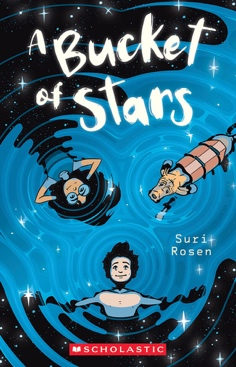 A
Bucket
of Stars
Suri
Rosen
SCHOLASTIC